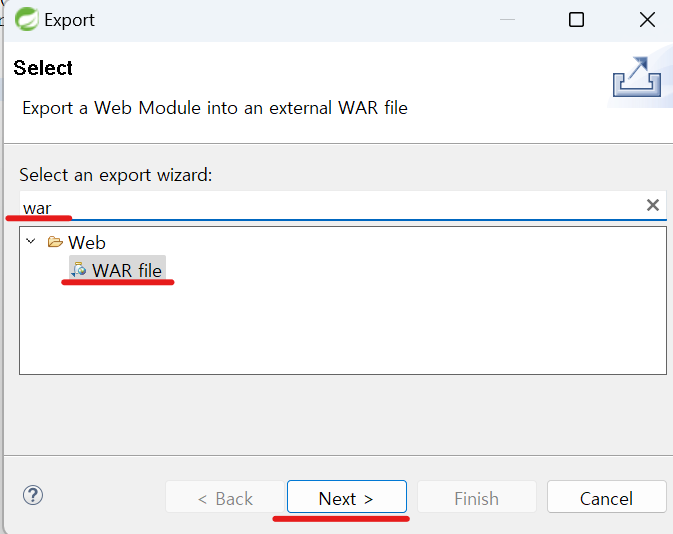 Export
Select
Export a Web Module into an external WAR file
Select an export wizard:
war
Web
WAR file
< Back
Next >
Finish
Cancel